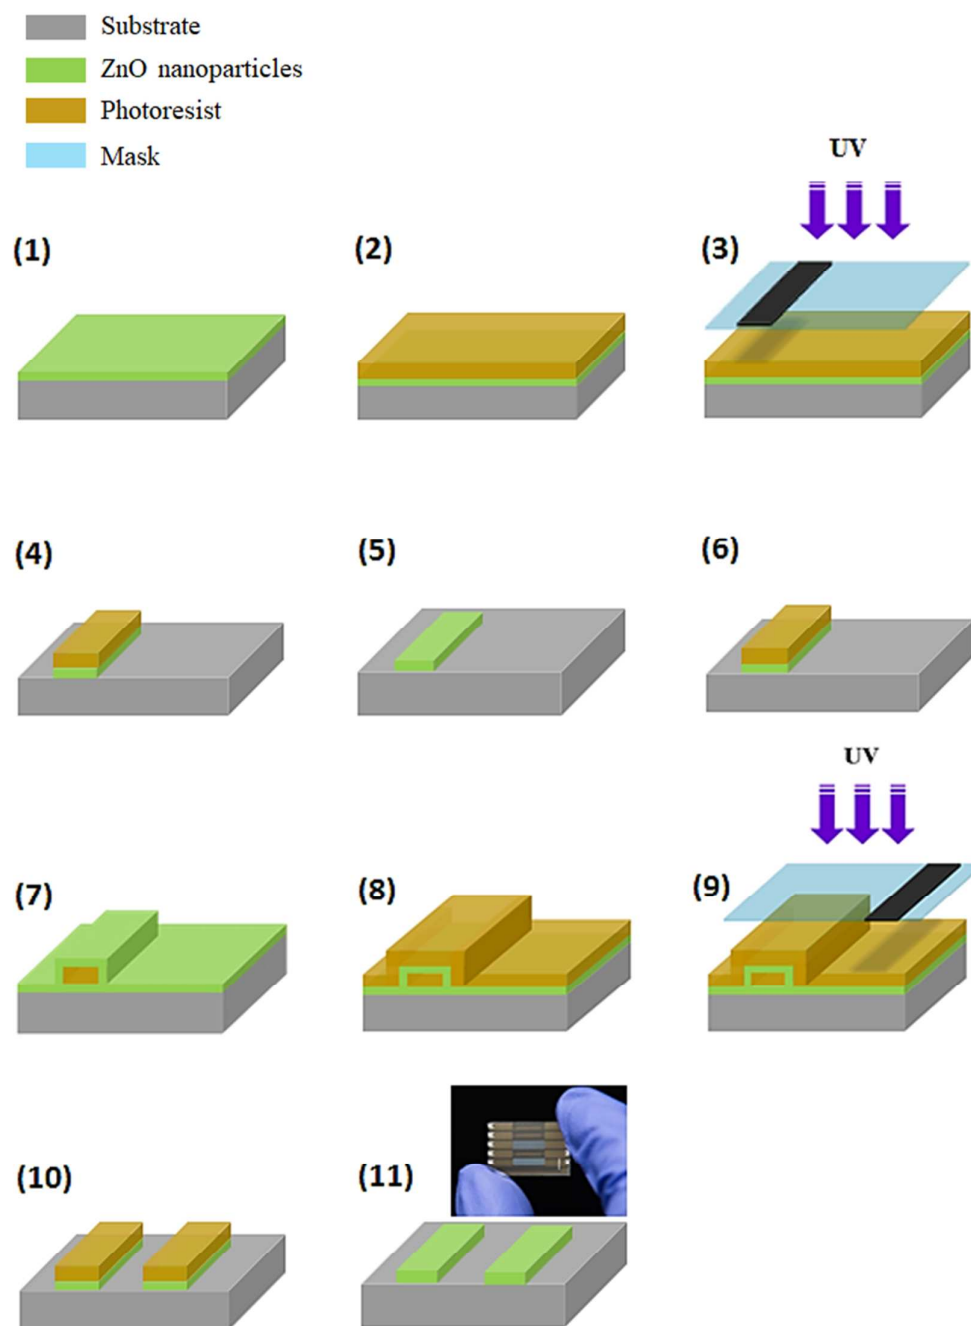 Substrate
ZnO nanoparticles
Photoresist
Mask
UV
(1)
(2)
(3)
(4)
(5)
(6)
UV
(7)
(8)
(9)
(10)
(11)